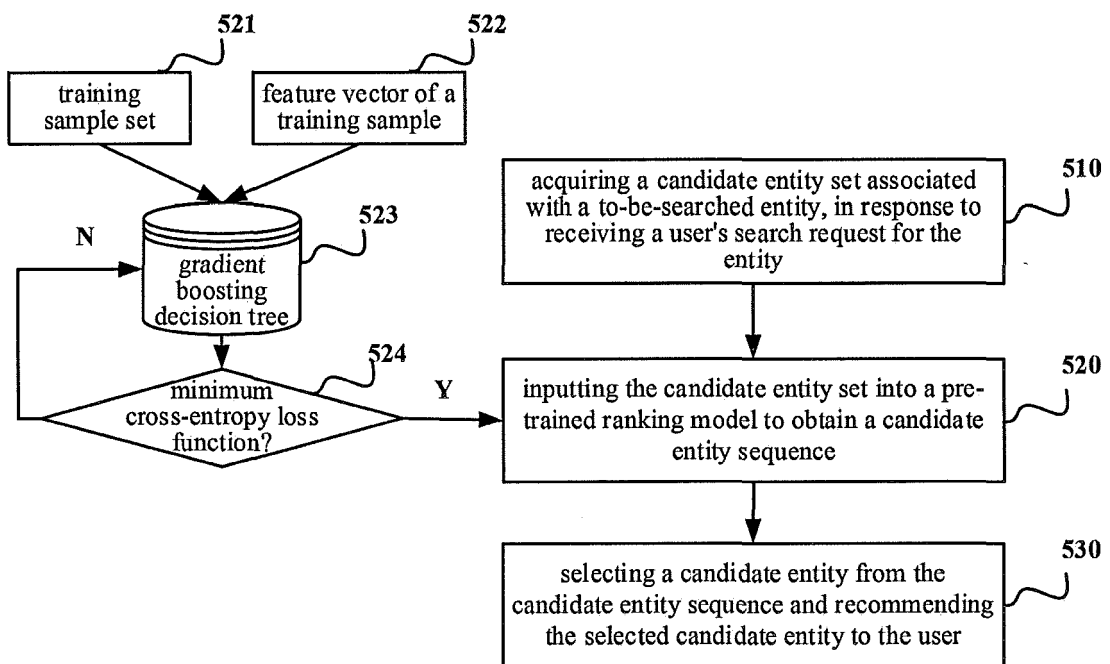 521
522
training
sample set
feature vector of a
training sample
510
acquiring a candidate entity set associated
with a to-be-searched entity, in response to
receiving a user's search request for the
entity
N
523
gradient
boosting
decision tree
524
minimum
cross-entropy loss
function?
Y
520
inputting the candidate entity set into a pre-
trained ranking model to obtain a candidate
entity sequence
530
selecting a candidate entity from the
candidate entity sequence and recommending
the selected candidate entity to the user